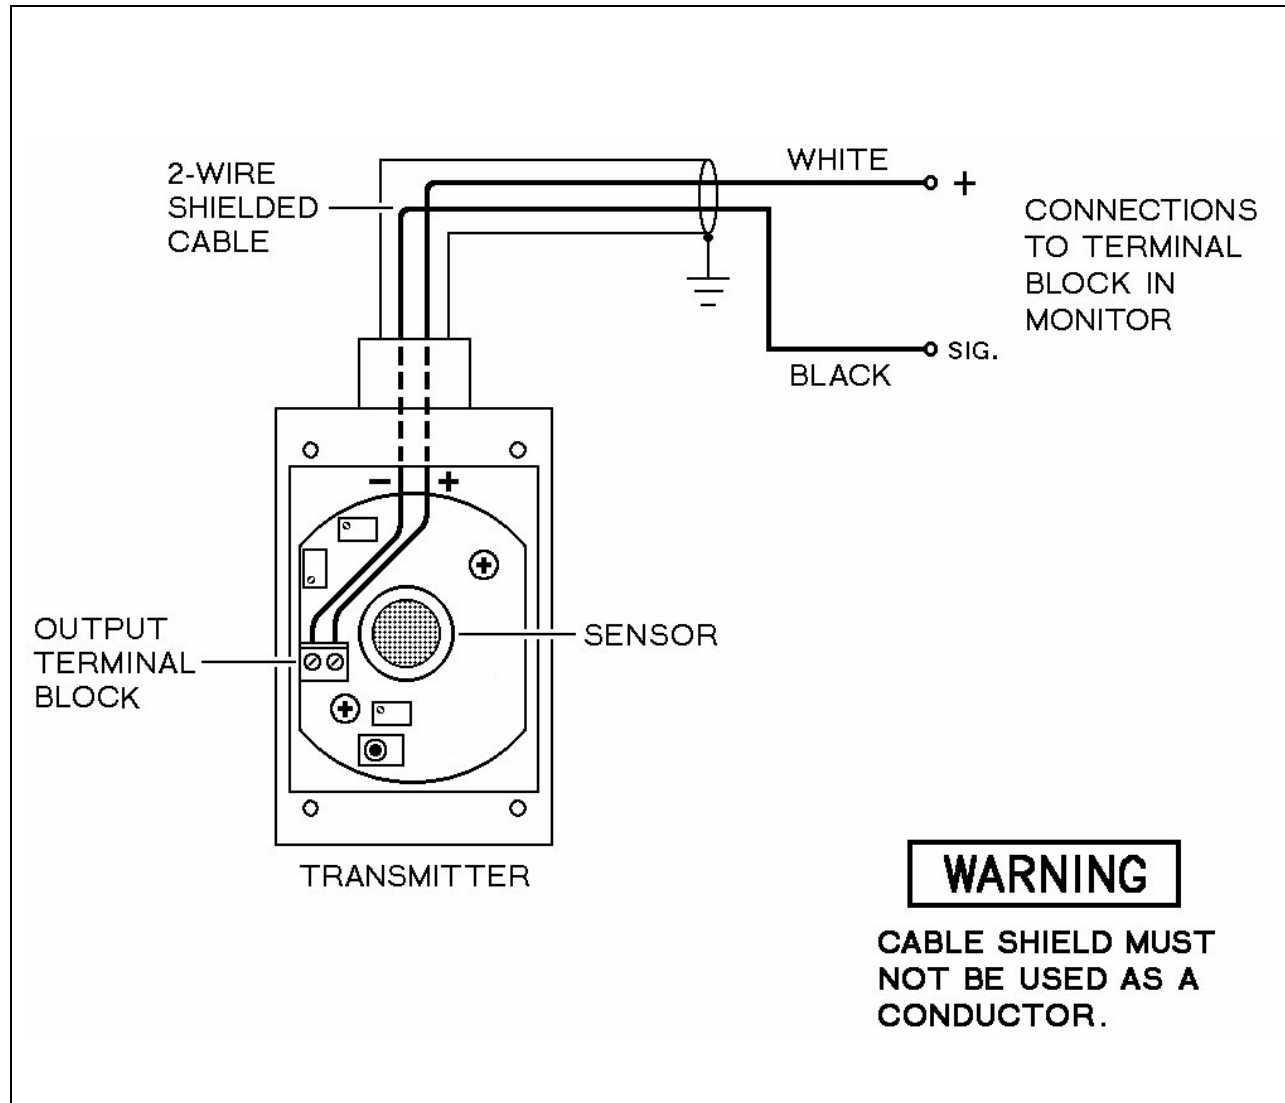 2-WIRE
SHIELDED
CABLE
WHITE
+
CONNECTIONS
TO TERMINAL
BLOCK IN
MONITOR
SIG.
BLACK
- +
OUTPUT
TERMINAL
BLOCK
SENSOR
TRANSMITTER
WARNING
CABLE SHIELD MUST
NOT BE USED AS A
CONDUCTOR.